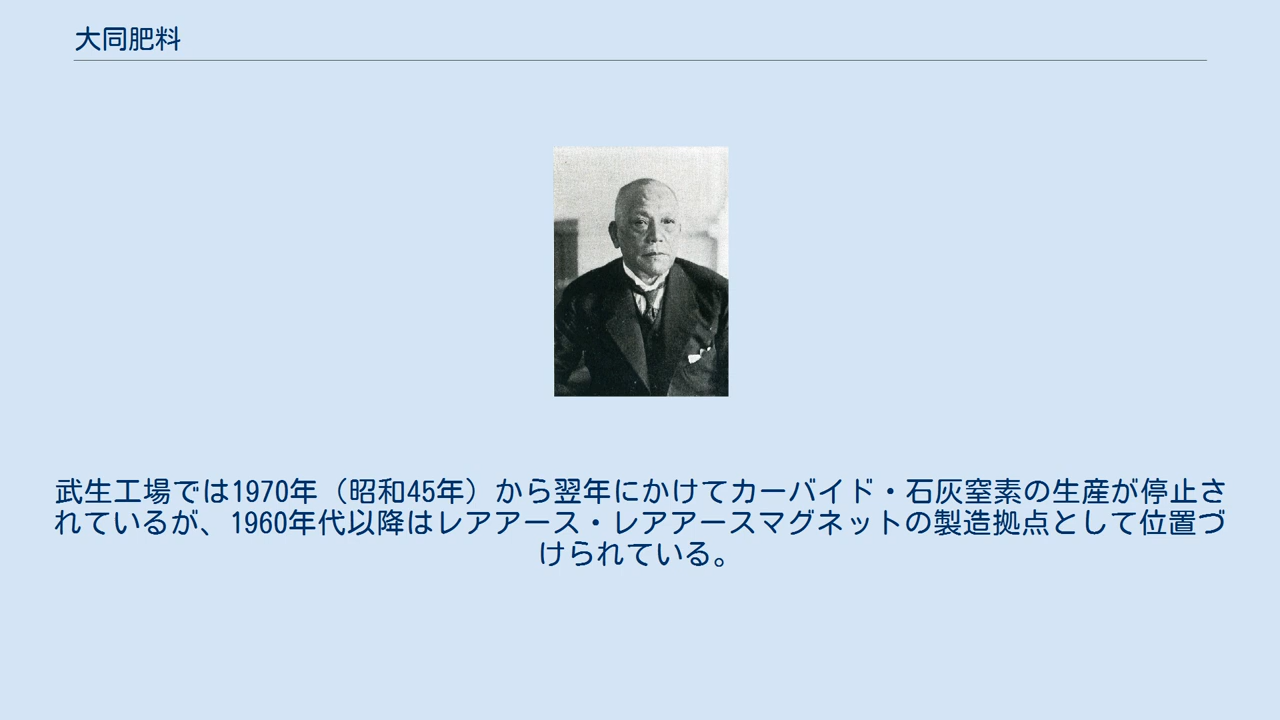 大同肥料
武生工場では1970年（昭和45年）から翌年にかけてカーバイド・石灰窒素の生産が停止さ
れているが、1960年代以降はレアアース・レアアースマグネットの製造拠点として位置づ
けられている。